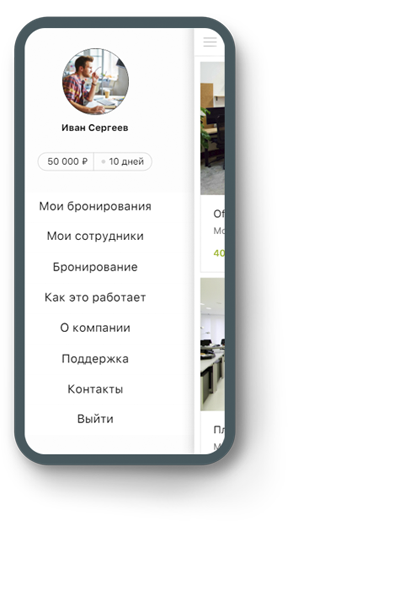 Иван Сергеев
50 000 ₽ 10 дней
Мои бронирования
Мои сотрудники
Бронирование
Как это работает
О компании
Поддержка
Контакты
Выйти
Of
Мо
40
Пл